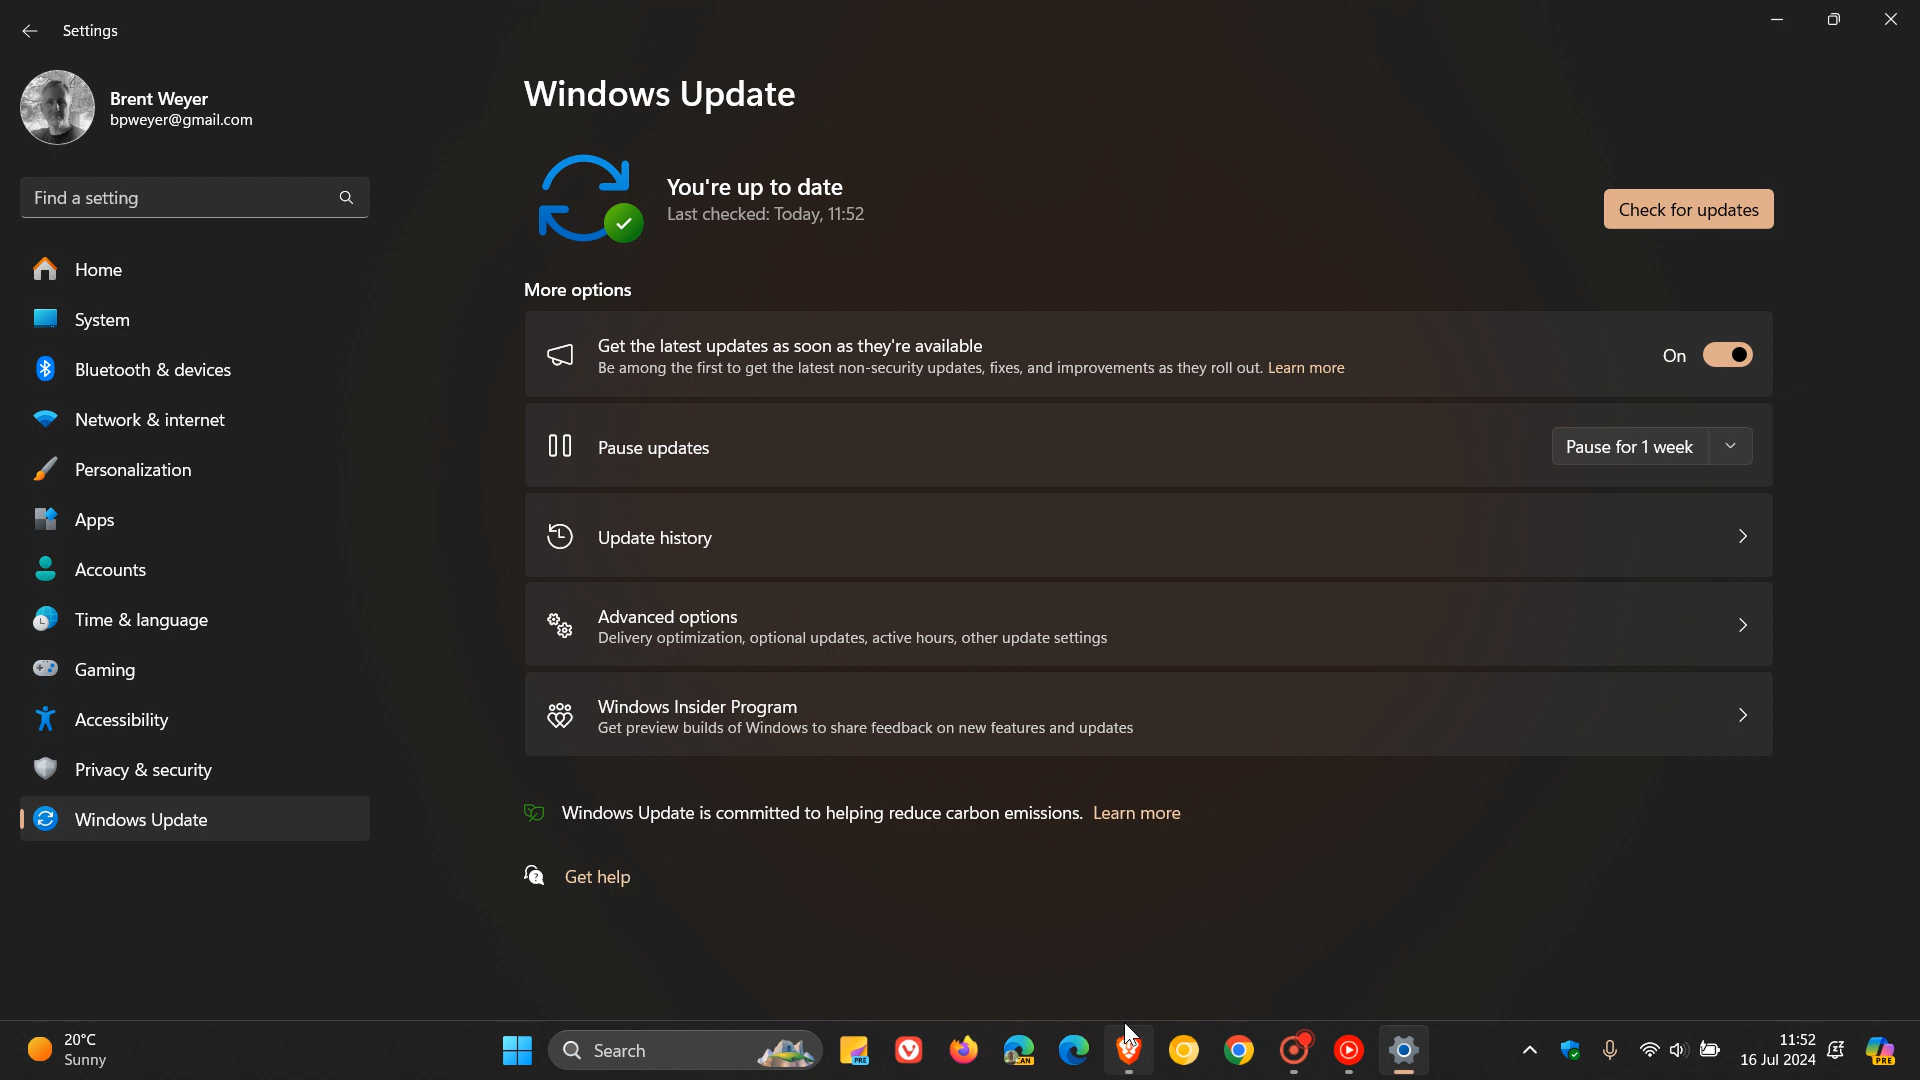 Settings
Brent Weyer
bpweyer@gmail.com
Find a setting
Home
System
Bluetooth & devices
Network & internet
Personalization
Apps
Accounts
Time & language
Gaming
Accessibility
Privacy & security
Windows Update
Windows Update
You're up to date
Last checked: Today, 11:52
Check for updates
More options
Get the latest updates as soon as they're available
Be among the first to get the latest non-security updates, fixes, and improvements as they roll out. Learn more
On
Pause updates
Pause for 1 week
Update history
Advanced options
Delivery optimization, optional updates, active hours, other update settings
Windows Insider Program
Get preview builds of Windows to share feedback on new features and updates
Windows Update is committed to helping reduce carbon emissions. Learn more
Get help
20°C
Sunny
Search
PRE
CAN
11:52
16 Jul 2024
PRE